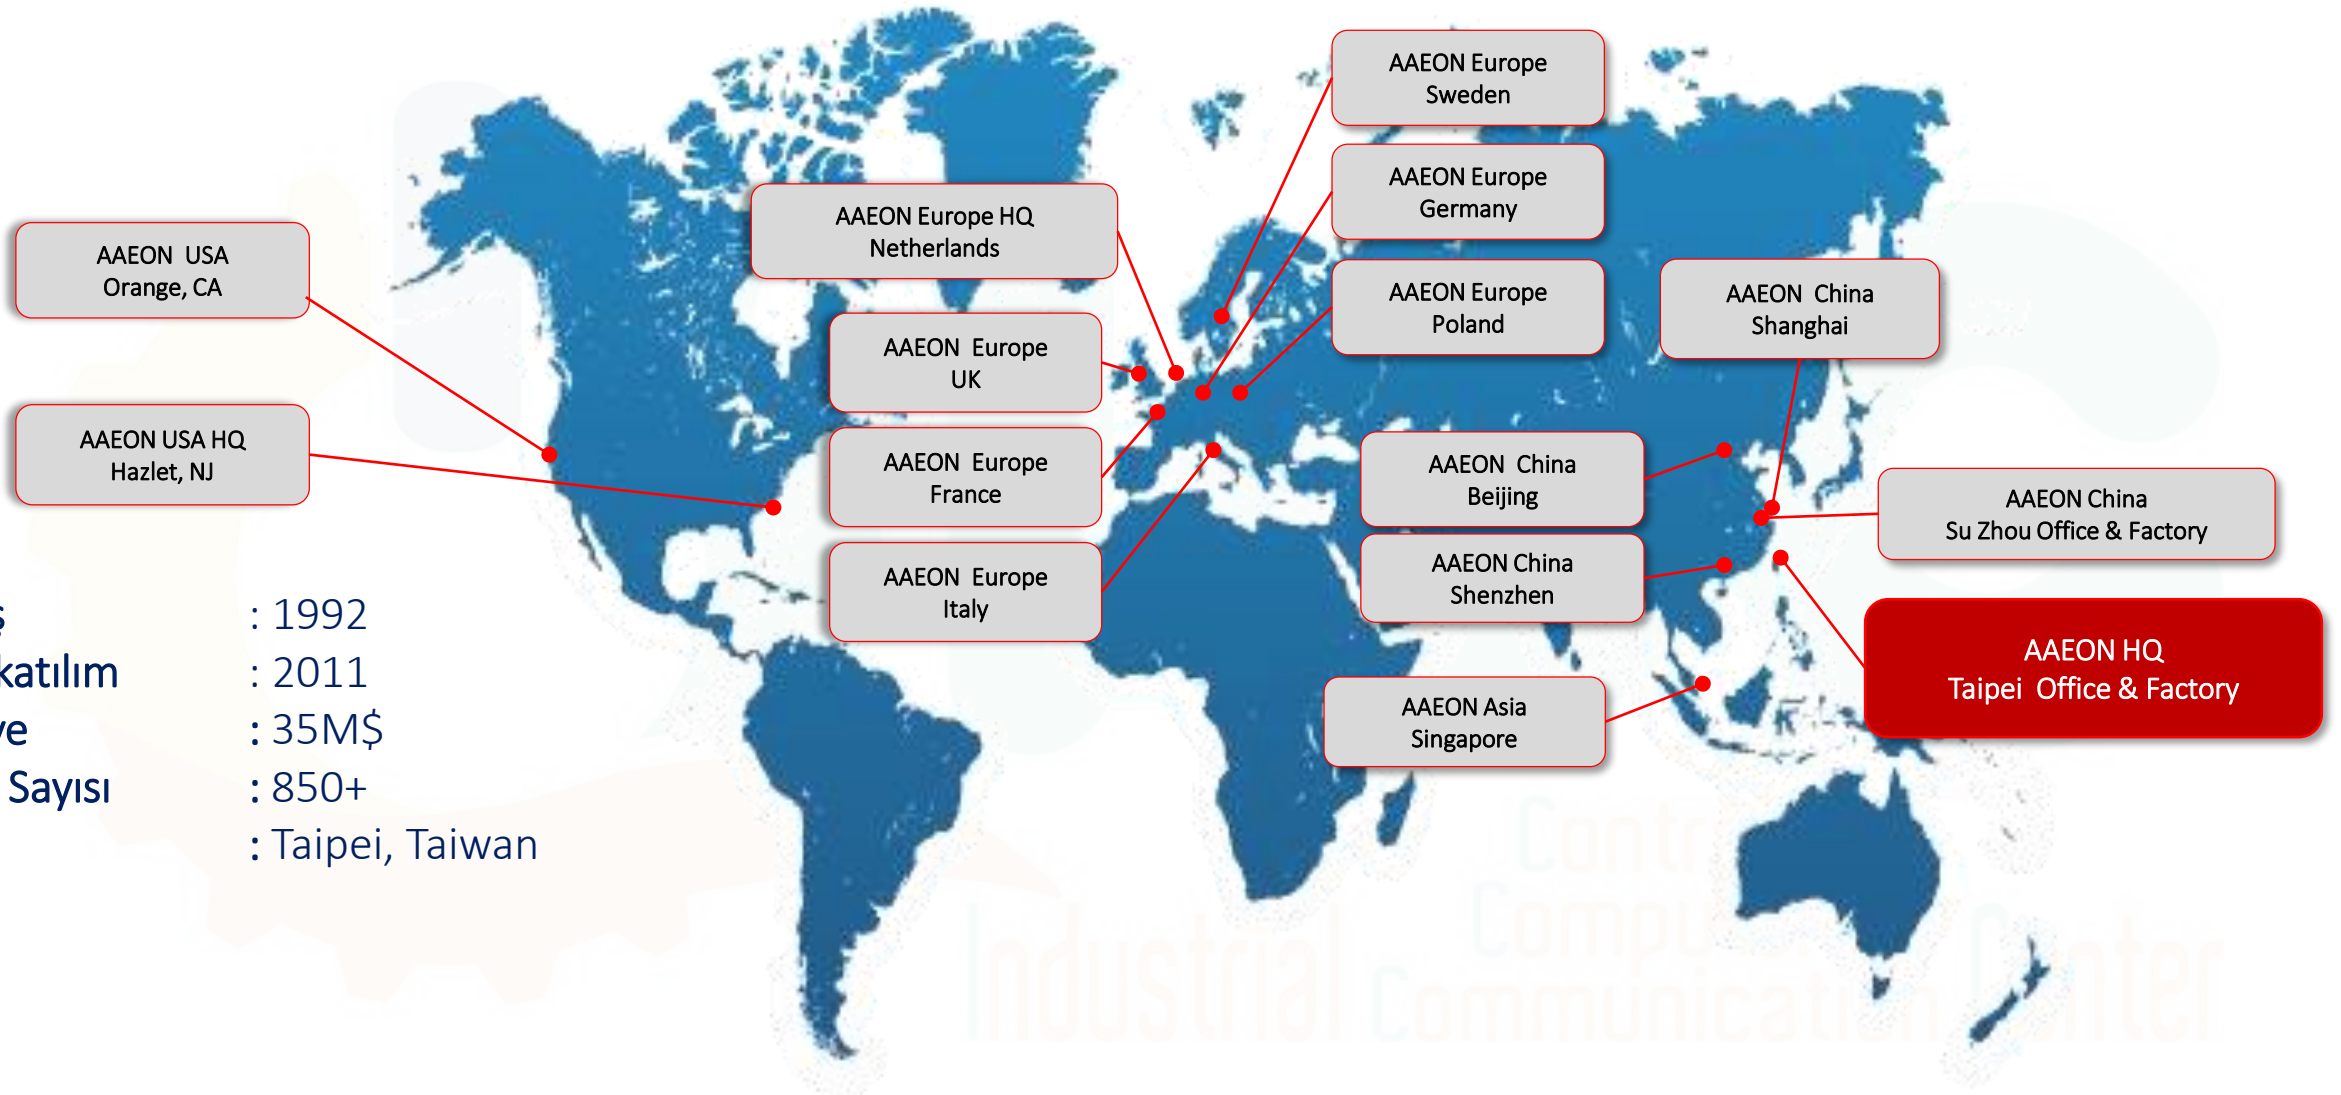 AAEON Europe
Sweden
AAEON Europe
Germany
AAEON Europe HQ
Netherlands
AAEON USA
Orange, CA
AAEON Europe
Poland
AAEON China
Shanghai
AAEON Europe
UK
AAEON USA HQ
Hazlet, NJ
AAEON Europe
France
AAEON China
Beijing
AAEON China
Su Zhou Office & Factory
AAEON Europe
Italy
AAEON China
Shenzhen
AAEON HQ
Taipei Office & Factory
AAEON Asia
Singapore
ş : 1992
katılım : 2011
ve : 35M$
Sayısı : 850+
: Taipei, Taiwan
Industrial
Communication